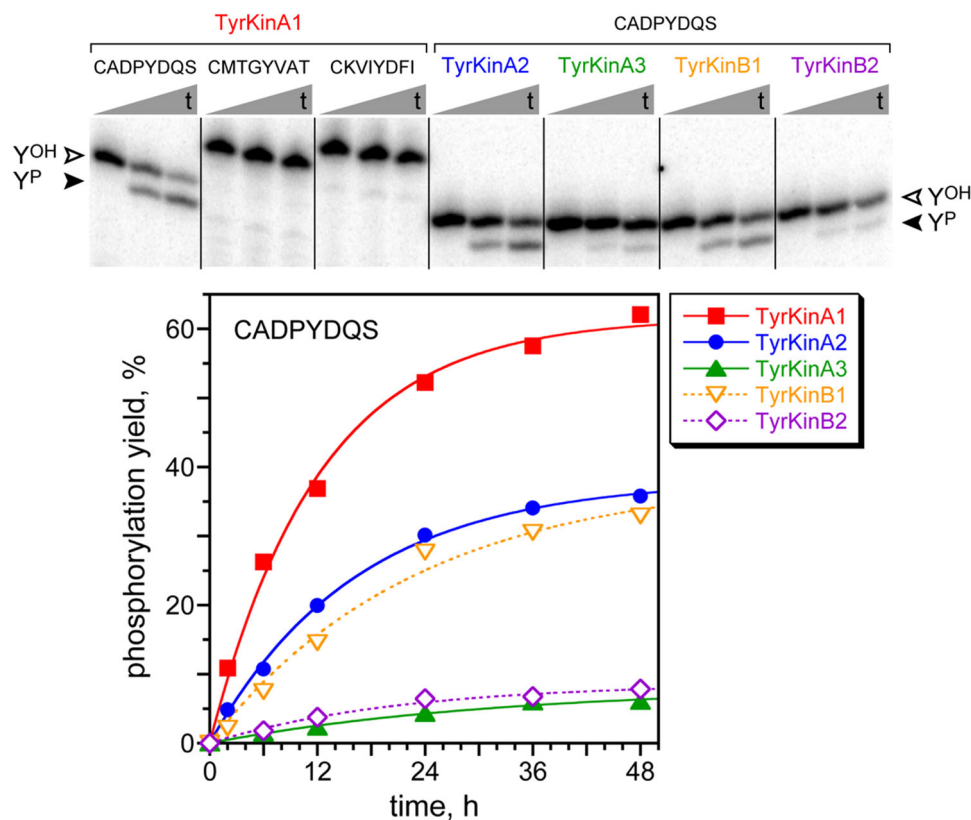 TyrKinA1 CADPYDQS
CADPYDQS CMTGYVAT CKVIYDFI TyrKinA2 TyrKinA3 TyrKinB1 TyrKinB2
t t t t t t t
Y^OH
Y^P
Y^OH
Y^P
CADPYDQS
TyrKinA1
TyrKinA2
TyrKinA3
TyrKinB1
TyrKinB2
phosphorylation yield, %
60
40
20
0
0 12 24 36 48
time, h